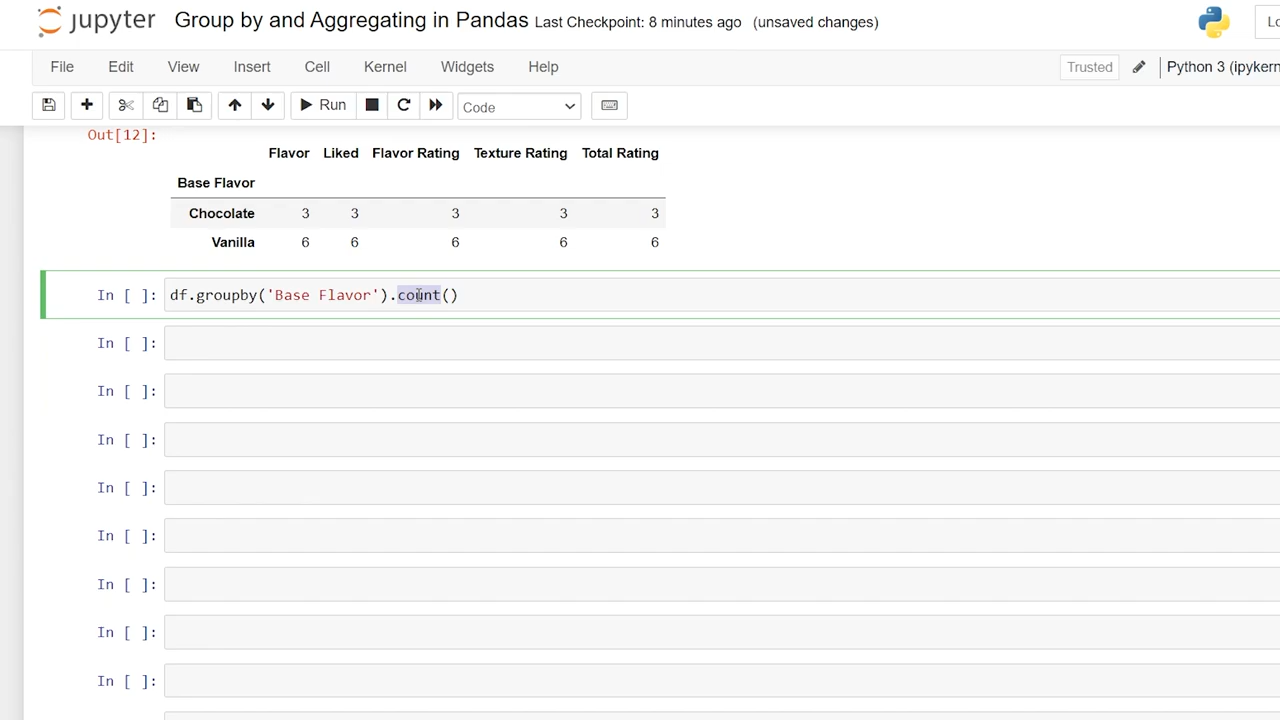 jupyter Group by and Aggregating in Pandas Last Checkpoint: 8 minutes ago (unsaved changes)
File Edit View Insert Cell Kernel Widgets Help Trusted Python 3 (ipykern
Run Code
Out[12]:
Flavor Liked Flavor Rating Texture Rating Total Rating
Base Flavor
Chocolate 3 3 3 3 3
Vanilla 6 6 6 6 6
In [ ]: df.groupby('Base Flavor').count()
In [ ]:
In [ ]:
In [ ]:
In [ ]:
In [ ]:
In [ ]:
In [ ]:
In [ ]: